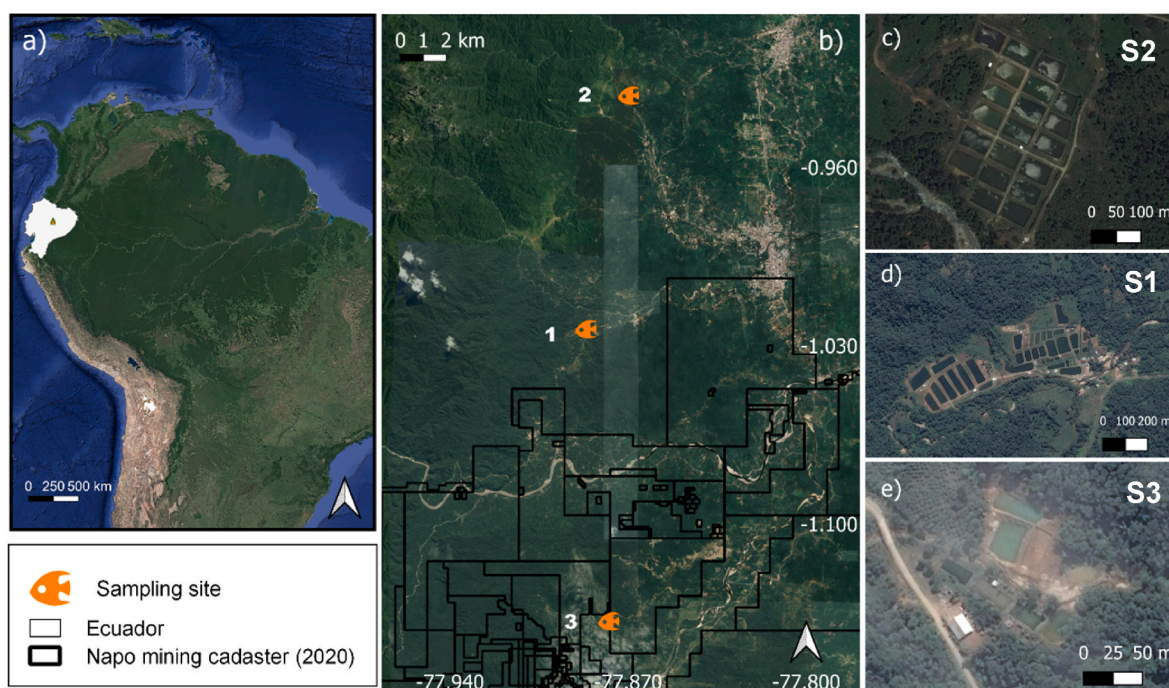 a)
0 250 500 km
Sampling site
Ecuador
Napo mining cadaster (2020)
b)
0 1 2 km
2
-0.960
1
-1.030
-1.100
3
-77.940
-77.870
-77.800
c)
S2
0 50 100 m
d)
S1
0 100 200 m
e)
S3
0 25 50 m